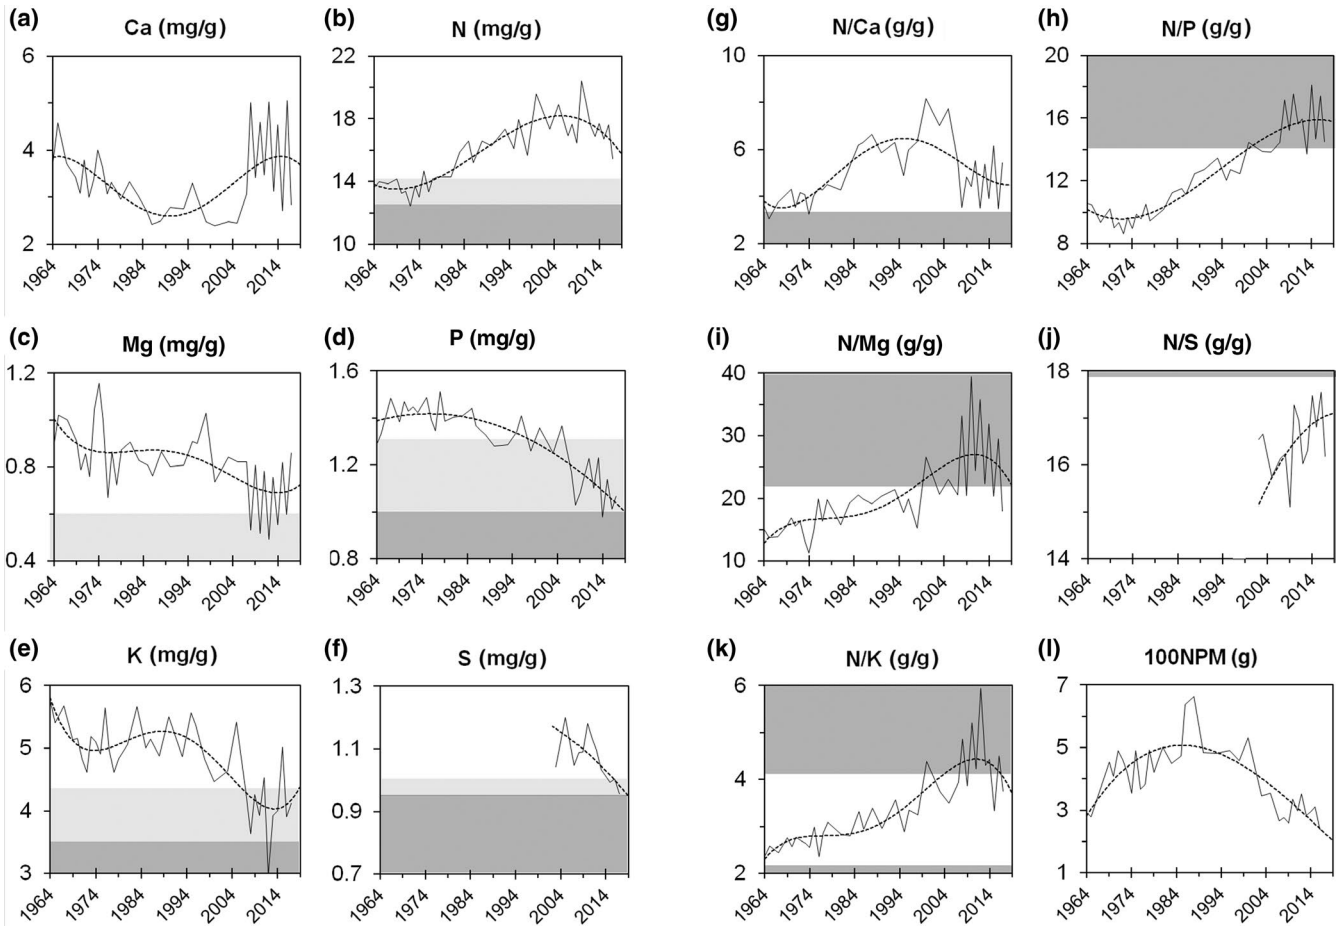 (a) Ca (mg/g)
6
4
2
1964 1974 1984 1994 2004 2014
(b) N (mg/g)
22
18
14
10
1964 1974 1984 1994 2004 2014
(g) N/Ca (g/g)
10
6
2
1964 1974 1984 1994 2004 2014
(h) N/P (g/g)
20
16
12
8
1964 1974 1984 1994 2004 2014
(c) Mg (mg/g)
1.2
0.8
0.4
1964 1974 1984 1994 2004 2014
(d) P (mg/g)
1.6
1.2
0.8
1964 1974 1984 1994 2004 2014
(i) N/Mg (g/g)
40
30
20
10
1964 1974 1984 1994 2004 2014
(j) N/S (g/g)
18
16
14
1964 1974 1984 1994 2004 2014
(e) K (mg/g)
6
5
4
3
1964 1974 1984 1994 2004 2014
(f) S (mg/g)
1.3
1.1
0.9
0.7
1964 1974 1984 1994 2004 2014
(k) N/K (g/g)
6
4
2
1964 1974 1984 1994 2004 2014
(l) 100NPM (g)
7
5
3
1
1964 1974 1984 1994 2004 2014